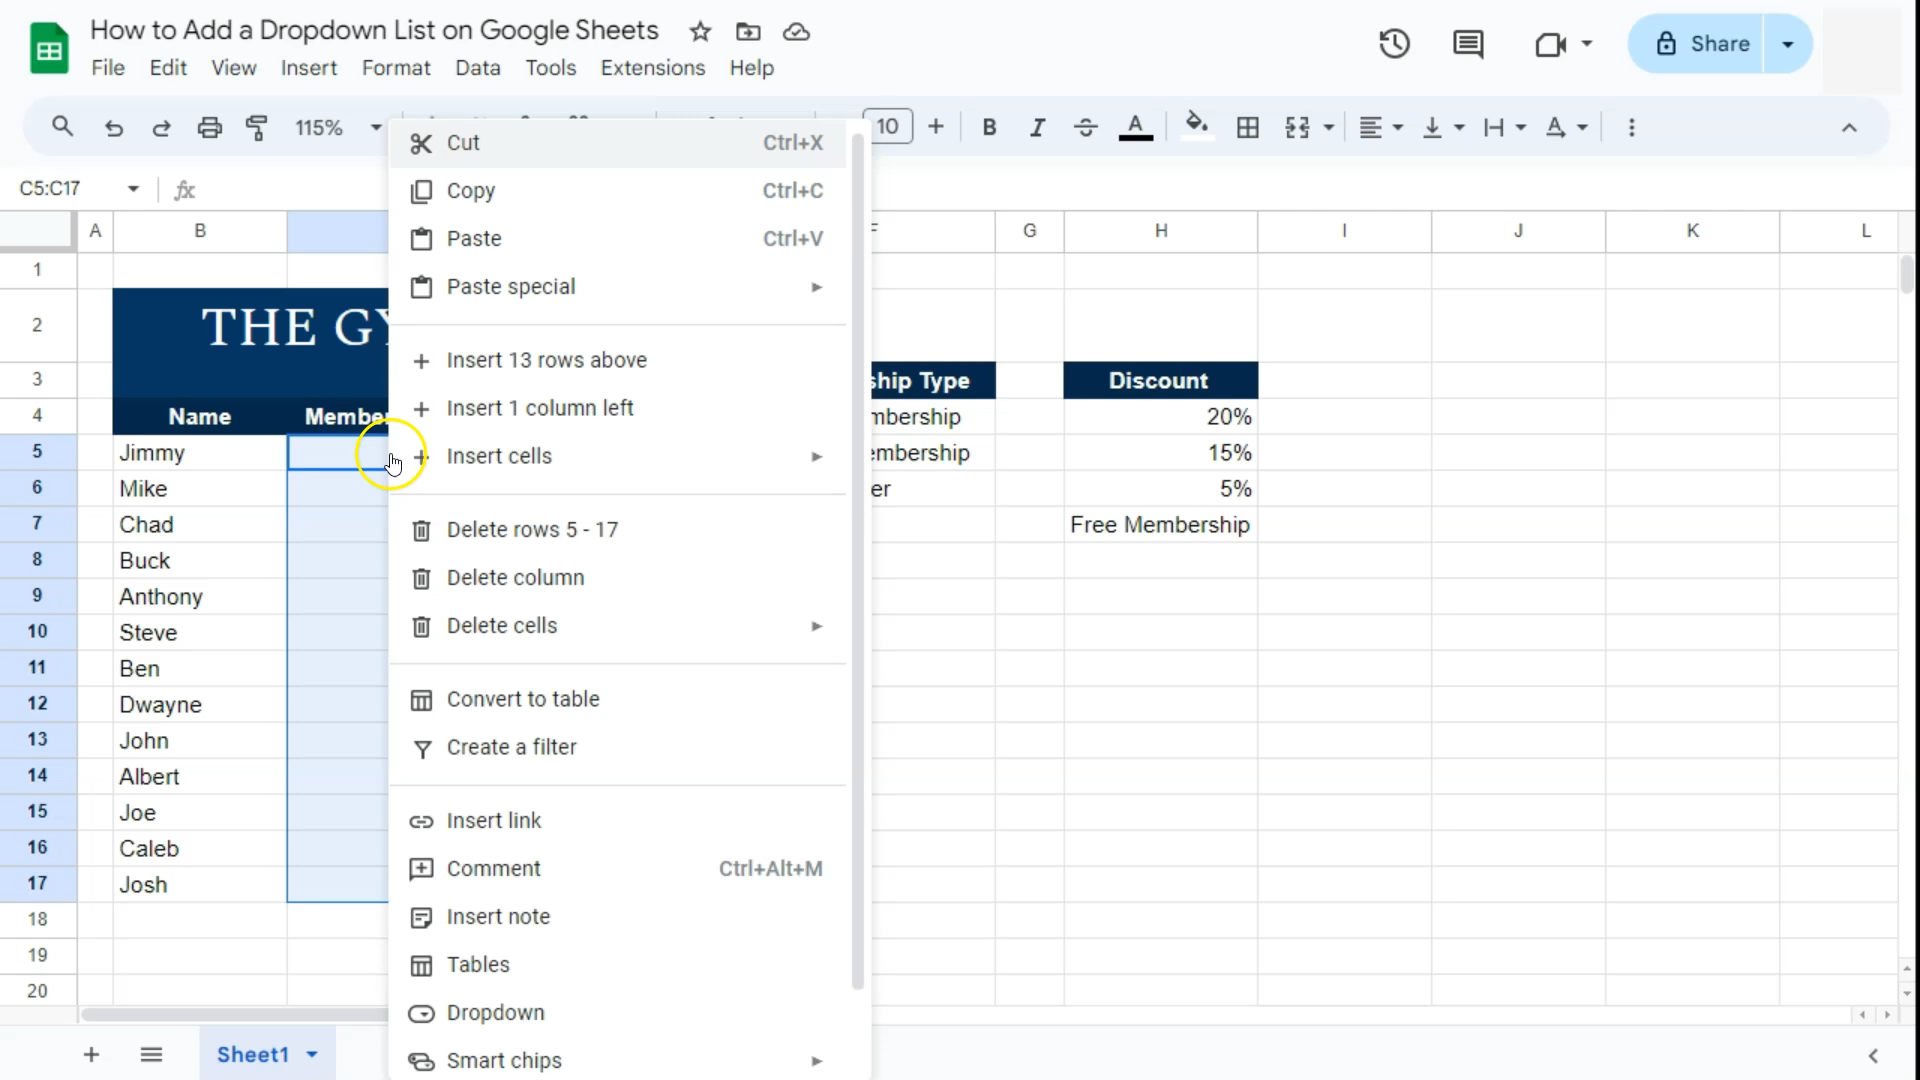 How to Add a Dropdown List on Google Sheets
File Edit View Insert Format Data Tools Extensions Help
Share
115%
10
C5:C17
A B F G H I J K L
Cut Ctrl+X
Copy Ctrl+C
Paste Ctrl+V
Paste special
Insert 13 rows above
Insert 1 column left
Insert cells
Delete rows 5 - 17
Delete column
Delete cells
Convert to table
Create a filter
Insert link
Comment Ctrl+Alt+M
Insert note
Tables
Dropdown
Smart chips
1
2 THE GY
3 ship Type Discount
4 Name Member mbership 20%
5 Jimmy embership 15%
6 Mike er 5%
7 Chad Free Membership
8 Buck
9 Anthony
10 Steve
11 Ben
12 Dwayne
13 John
14 Albert
15 Joe
16 Caleb
17 Josh
18
19
20
Sheet1